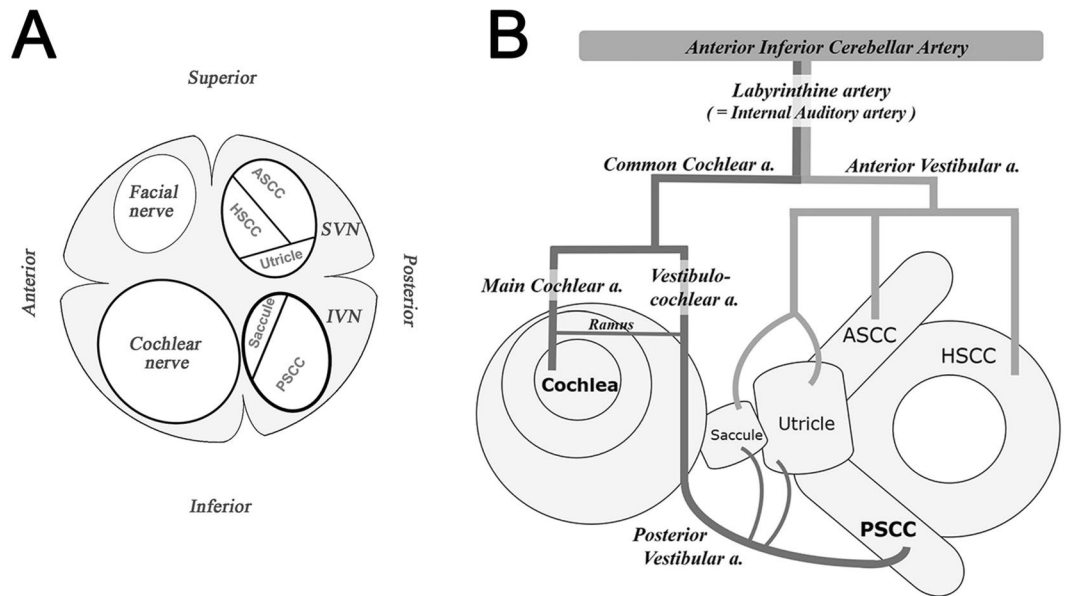 A
Superior
Facial
nerve
ASCC
HSCC
Utricle
SVN
Anterior
Posterior
Cochlear
nerve
Saccule
PSCC
IVN
Inferior
B
Anterior Inferior Cerebellar Artery
Labyrinthine artery
( = Internal Auditory artery )
Common Cochlear a.
Anterior Vestibular a.
Main Cochlear a.
Vestibulo-
cochlear a.
Ramus
Cochlea
ASCC
HSCC
Saccule
Utricle
Posterior
Vestibular a.
PSCC